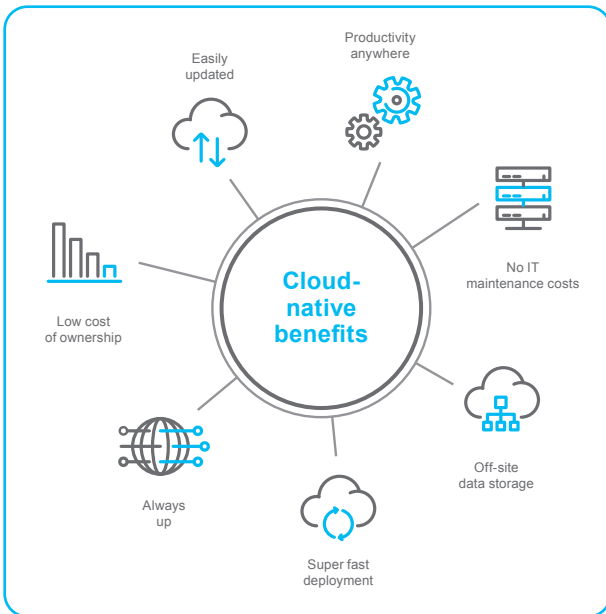 Productivity
anywhere
Easily
updated
Cloud-
native
benefits
No IT
maintenance costs
Low cost
of ownership
Off-site
data storage
Always
up
Super fast
deployment